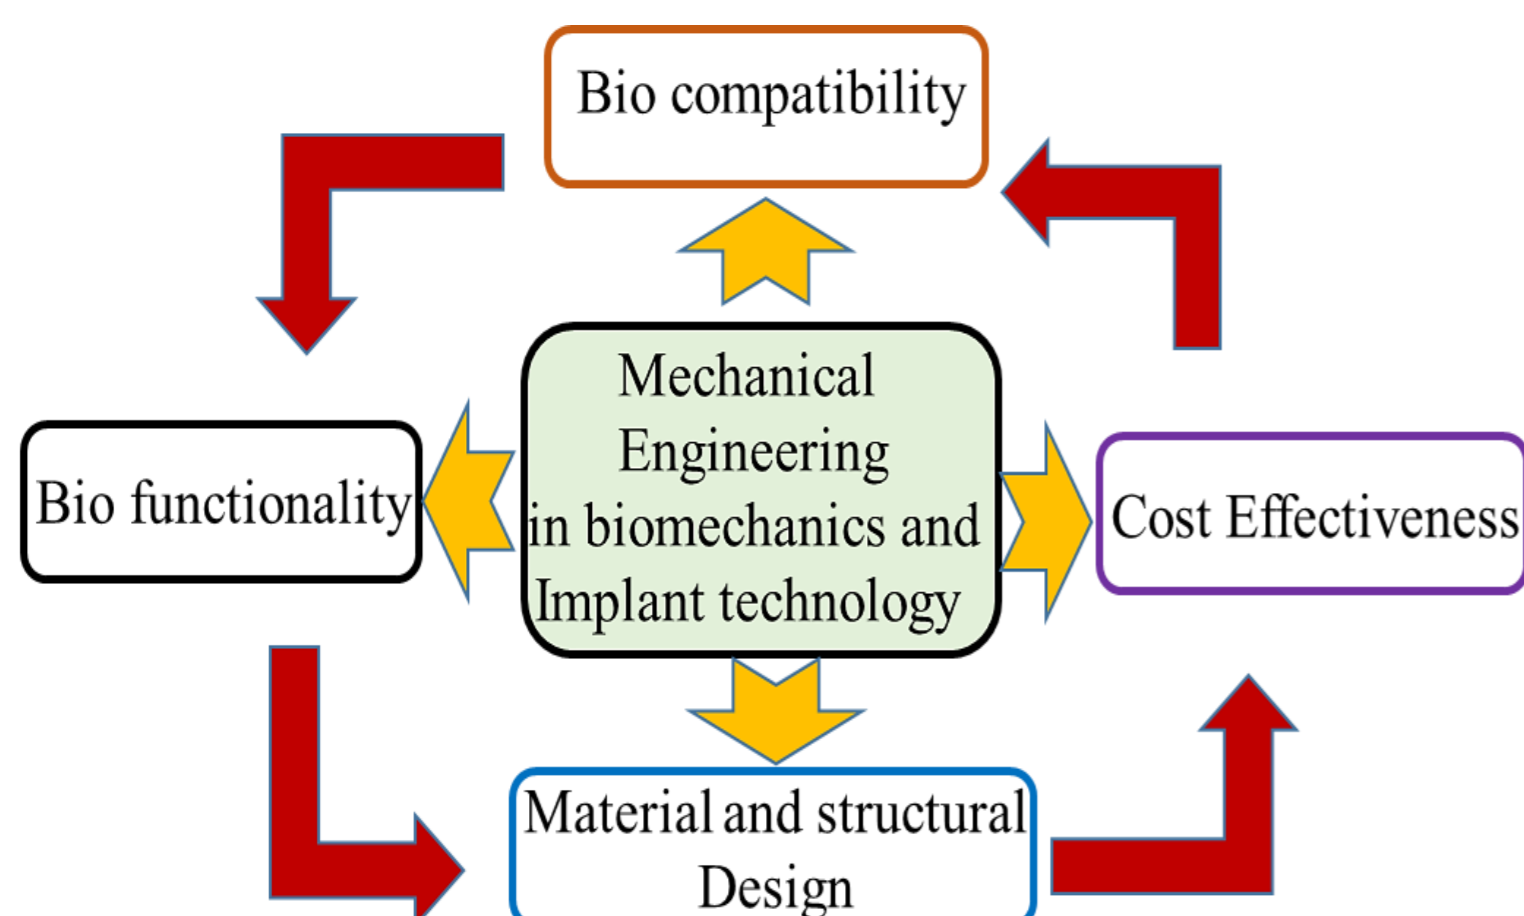 Bio compatibility
Mechanical
Engineering
in biomechanics and
Implant technology
Bio functionality
Cost Effectiveness
Material and structural
Design